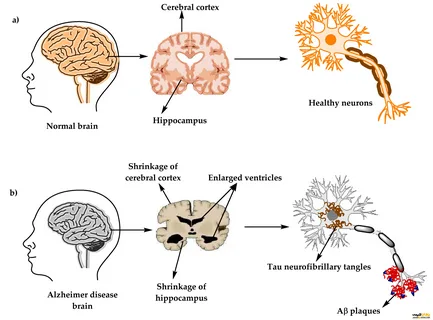 a)
Cerebral cortex
Normal brain
Hippocampus
Healthy neurons
b)
Shrinkage of
cerebral cortex
Enlarged ventricles
Alzheimer disease
brain
Shrinkage of
hippocampus
Tau neurofibrillary tangles
Aβ plaques